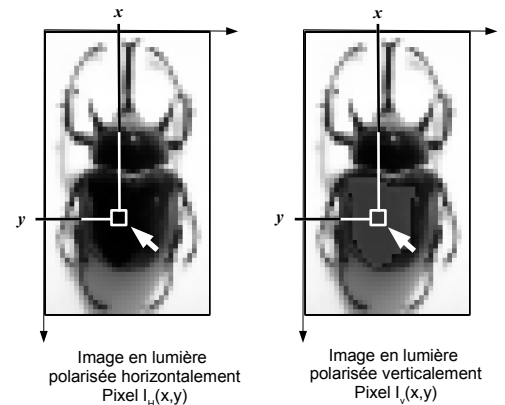 x
x
y
y
Image en lumière
polarisée horizontalement
Pixel I_H(x,y)
Image en lumière
polarisée verticalement
Pixel I_v(x,y)